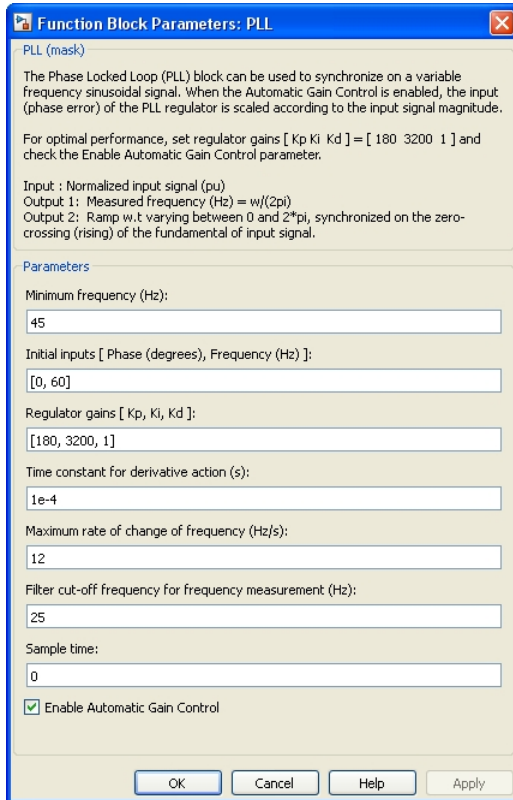 Function Block Parameters: PLL
PLL (mask)
The Phase Locked Loop (PLL) block can be used to synchronize on a variable
frequency sinusoidal signal. When the Automatic Gain Control is enabled, the input
(phase error) of the PLL regulator is scaled according to the input signal magnitude.
For optimal performance, set regulator gains [ Kp Ki  Kd ] = [ 180  3200  1 ] and
check the Enable Automatic Gain Control parameter.
Input : Normalized input signal (pu)
Output 1:  Measured frequency (Hz) = w/(2pi)
Output 2:  Ramp w.t varying between 0 and 2*pi, synchronized on the zero-
crossing (rising) of the fundamental of input signal.
Parameters
Minimum frequency (Hz):
45
Initial inputs [ Phase (degrees), Frequency (Hz) ]:
[0, 60]
Regulator gains [ Kp, Ki, Kd ]:
[180, 3200, 1]
Time constant for derivative action (s):
1e-4
Maximum rate of change of frequency (Hz/s):
12
Filter cut-off frequency for frequency measurement (Hz):
25
Sample time:
0
Enable Automatic Gain Control
OK Cancel Help Apply